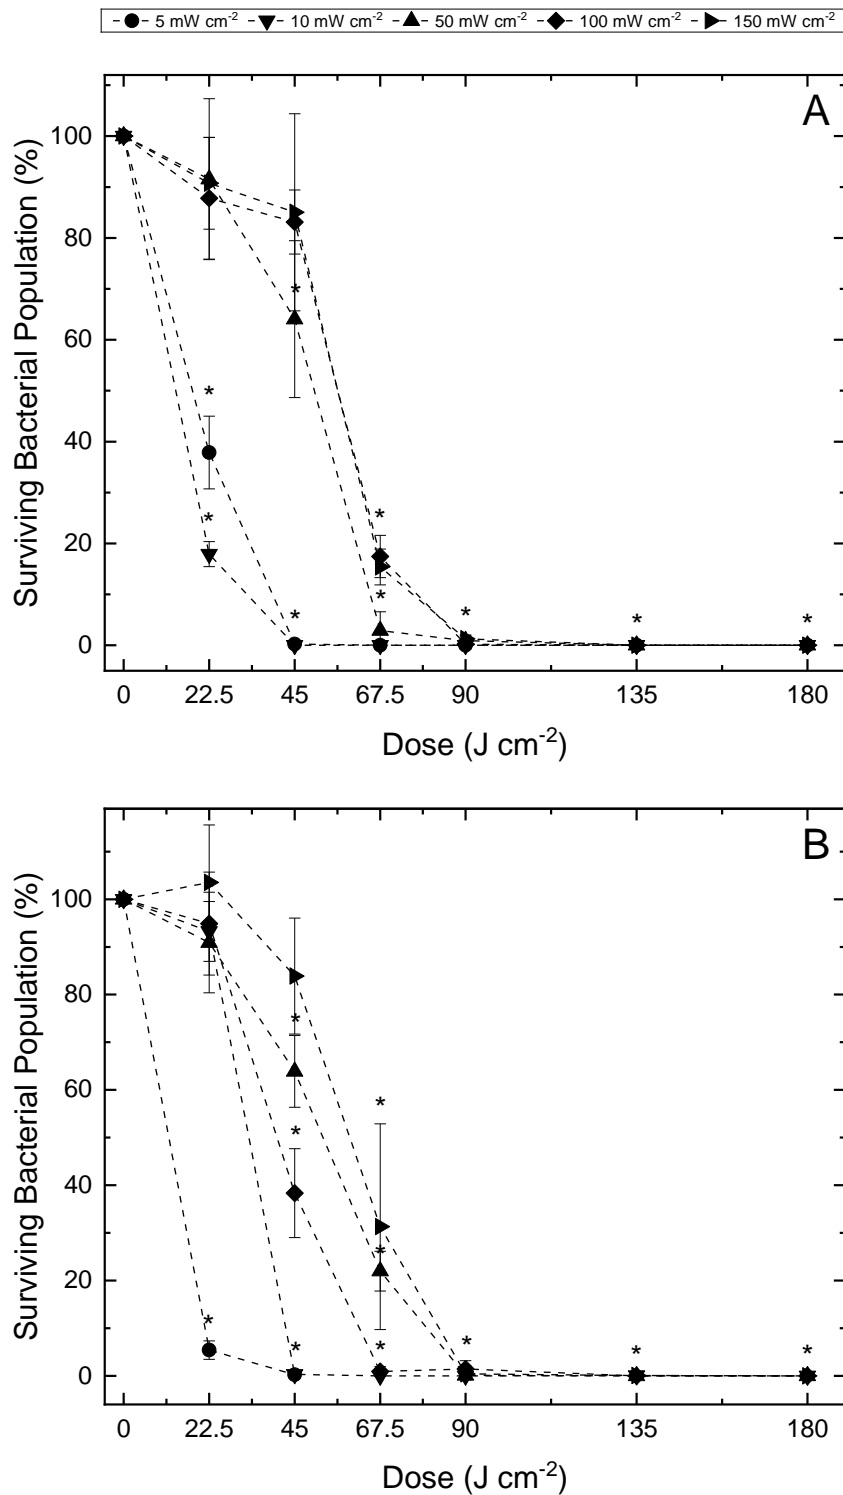 5 mW cm⁻² 10 mW cm⁻² 50 mW cm⁻² 100 mW cm⁻² 150 mW cm⁻²
A
Surviving Bacterial Population (%)
100
80
60
40
20
0
* * * * * * * *
0 22.5 45 67.5 90 135 180
Dose (J cm⁻²)
B
Surviving Bacterial Population (%)
100
80
60
40
20
0
* * * * * * * * * *
0 22.5 45 67.5 90 135 180
Dose (J cm⁻²)